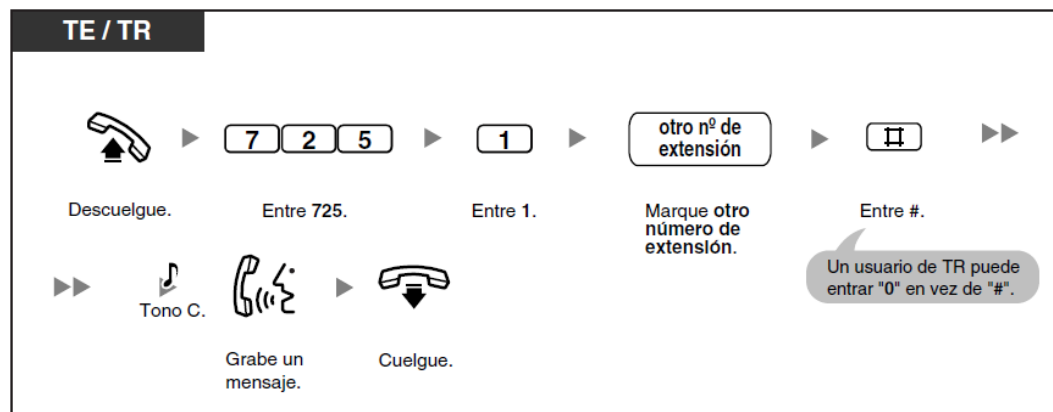 TE / TR
7 2 5
1
otro nº de
extensión
#
Descuelgue.
Entre 725.
Entre 1.
Marque otro
número de
extensión.
Entre #.
Un usuario de TR puede
entrar "0" en vez de "#".
Tono C.
Grabe un
mensaje.
Cuelgue.